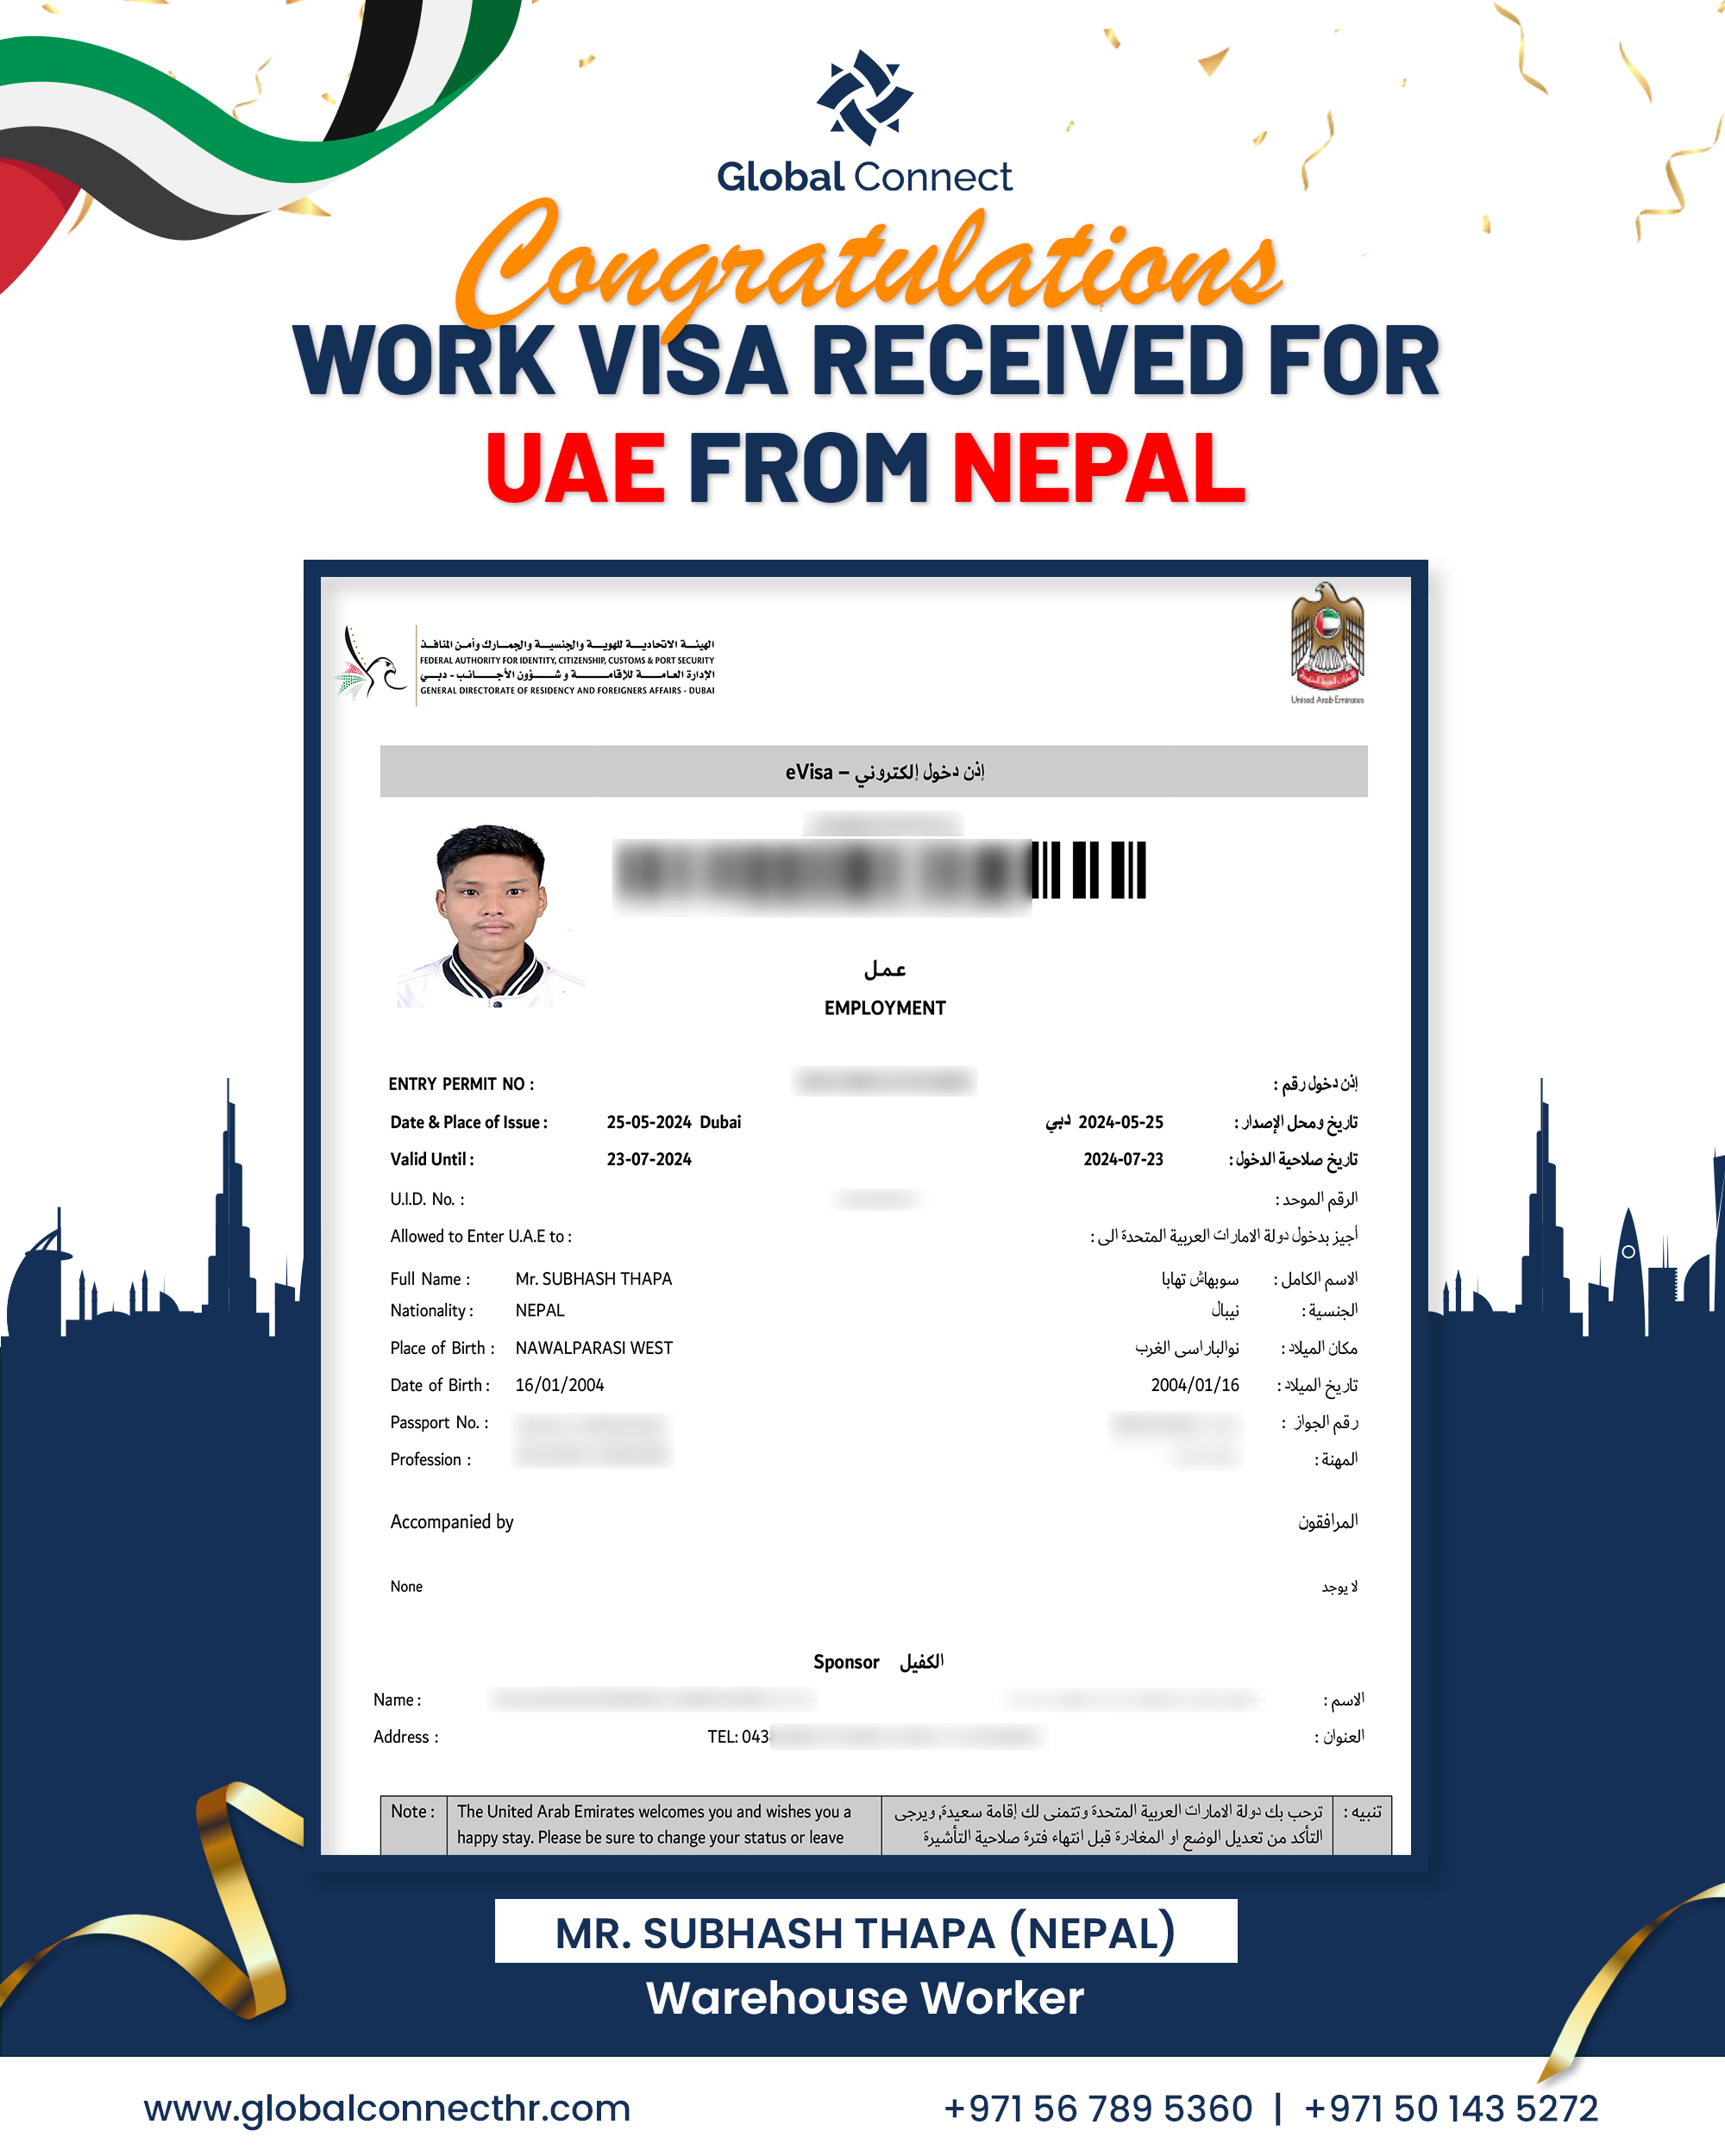 Global Connect
Congratulations
WORK VISA RECEIVED FOR
UAE FROM NEPAL
الهيئة الاتحادية للهوية والجنسية والجمارك وأمن المنافذ
FEDERAL AUTHORITY FOR IDENTITY, CITIZENSHIP, CUSTOMS & PORT SECURITY
الإدارة العامة للإقامة و شؤون الأجانب - دبي
GENERAL DIRECTORATE OF RESIDENCY AND FOREIGNERS AFFAIRS - DUBAI
United Arab Emirates
eVisa – إذن دخول إلكتروني
عمل
EMPLOYMENT
ENTRY PERMIT NO : إذن دخول رقم :
Date & Place of Issue : 25-05-2024 Dubai دبي 2024-05-25 تاريخ ومحل الإصدار :
Valid Until : 23-07-2024 2024-07-23 تاريخ صلاحية الدخول :
U.I.D. No. : الرقم الموحد :
Allowed to Enter U.A.E to : أجيز بدخول دولة الامارات العربية المتحدة الى :
Full Name : Mr. SUBHASH THAPA سوبهاش تهابا الاسم الكامل :
Nationality : NEPAL نيبال الجنسية :
Place of Birth : NAWALPARASI WEST نوالباراسى الغرب مكان الميلاد :
Date of Birth : 16/01/2004 2004/01/16 تاريخ الميلاد :
Passport No. : رقم الجواز :
Profession : المهنة :
Accompanied by المرافقون
None لا يوجد
Sponsor الكفيل
Name : الاسم :
Address : TEL: 043 العنوان :
Note : The United Arab Emirates welcomes you and wishes you a ترحب بك دولة الامارات العربية المتحدة وتتمنى لك إقامة سعيدة, ويرجى تنبيه :
happy stay. Please be sure to change your status or leave التأكد من تعديل الوضع او المغادرة قبل انتهاء فترة صلاحية التأشيرة
MR. SUBHASH THAPA (NEPAL)
Warehouse Worker
www.globalconnecthr.com +971 56 789 5360 | +971 50 143 5272